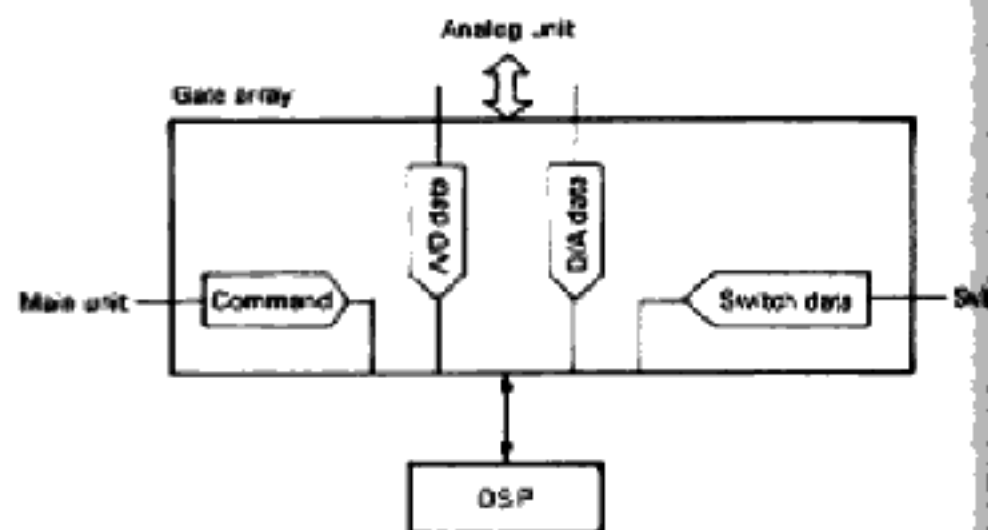 Analog unit
Gate array
A/D data
D/A data
Main unit
Command
Switch data
DSP